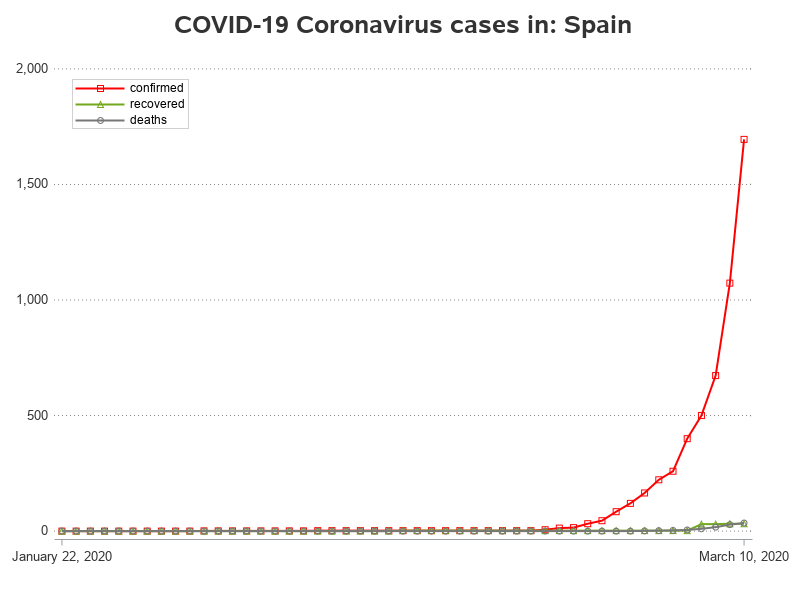 COVID-19 Coronavirus cases in: Spain
2,000
confirmed
recovered
deaths
1,500
1,000
500
0
January 22, 2020
March 10, 2020